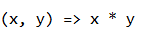 (x, y) => x * y